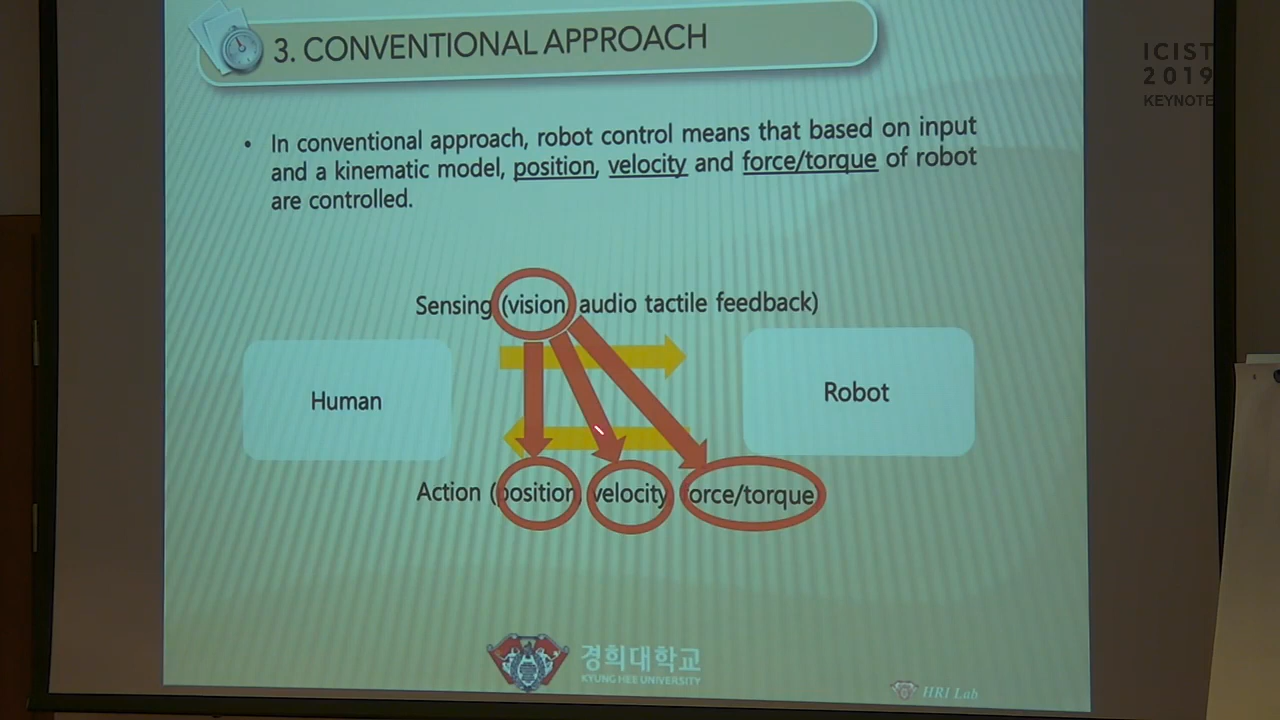 3. CONVENTIONAL APPROACH
ICIST
2019
KEYNOTE
• In conventional approach, robot control means that based on input
and a kinematic model, position, velocity and force/torque of robot
are controlled.
Sensing (vision audio tactile feedback)
Human
Robot
Action (position velocity force/torque)
경희대학교
KYUNG HEE UNIVERSITY
HRI Lab